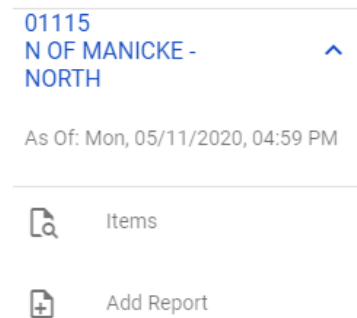 01115
N OF MANICKE -
NORTH
As Of: Mon, 05/11/2020, 04:59 PM
Items
Add Report